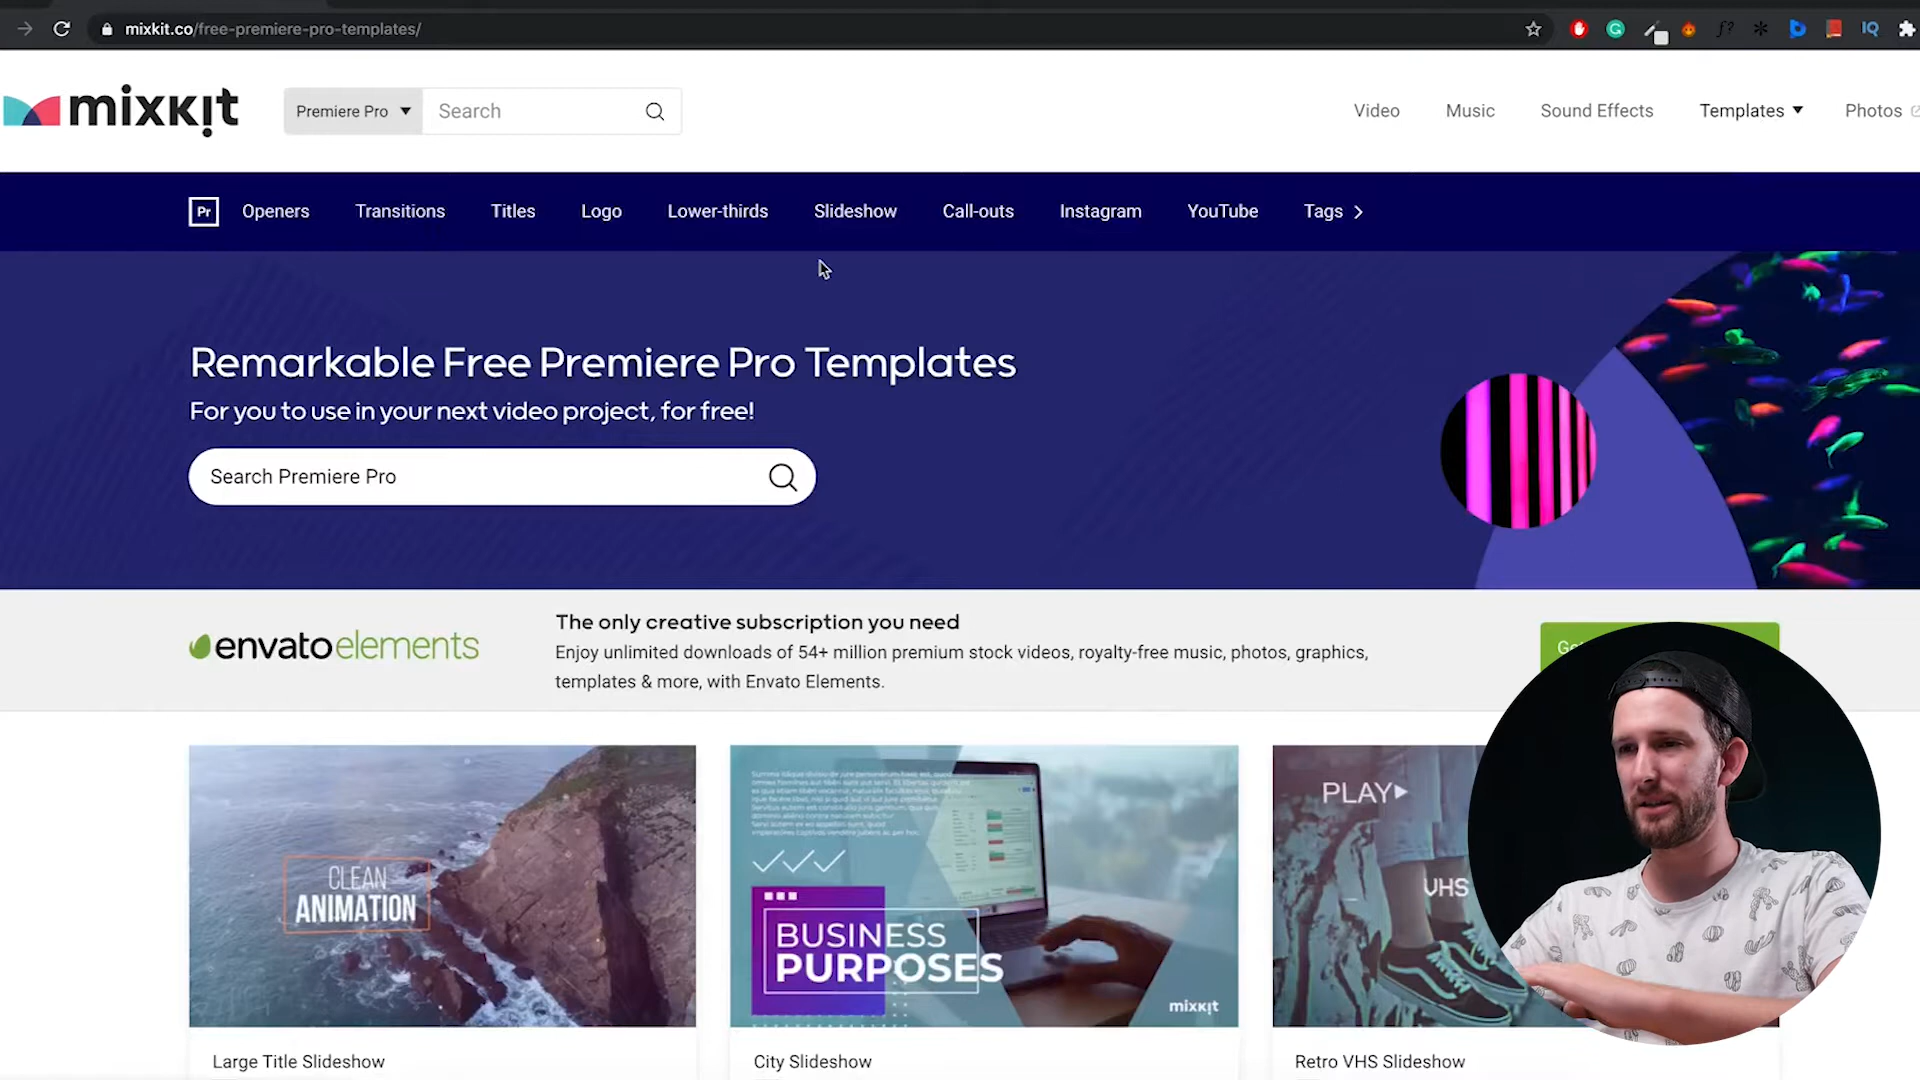 mixkit.co/free-premiere-pro-templates/
mixkit
Premiere Pro
Search
Video
Music
Sound Effects
Templates
Photos
Pr
Openers
Transitions
Titles
Logo
Lower-thirds
Slideshow
Call-outs
Instagram
YouTube
Tags
Remarkable Free Premiere Pro Templates
For you to use in your next video project, for free!
Search Premiere Pro
envatoelements
The only creative subscription you need
Enjoy unlimited downloads of 54+ million premium stock videos, royalty-free music, photos, graphics,
templates & more, with Envato Elements.
CLEAN
ANIMATION
BUSINESS
PURPOSES
mixkit
PLAY
VHS
Large Title Slideshow
City Slideshow
Retro VHS Slideshow